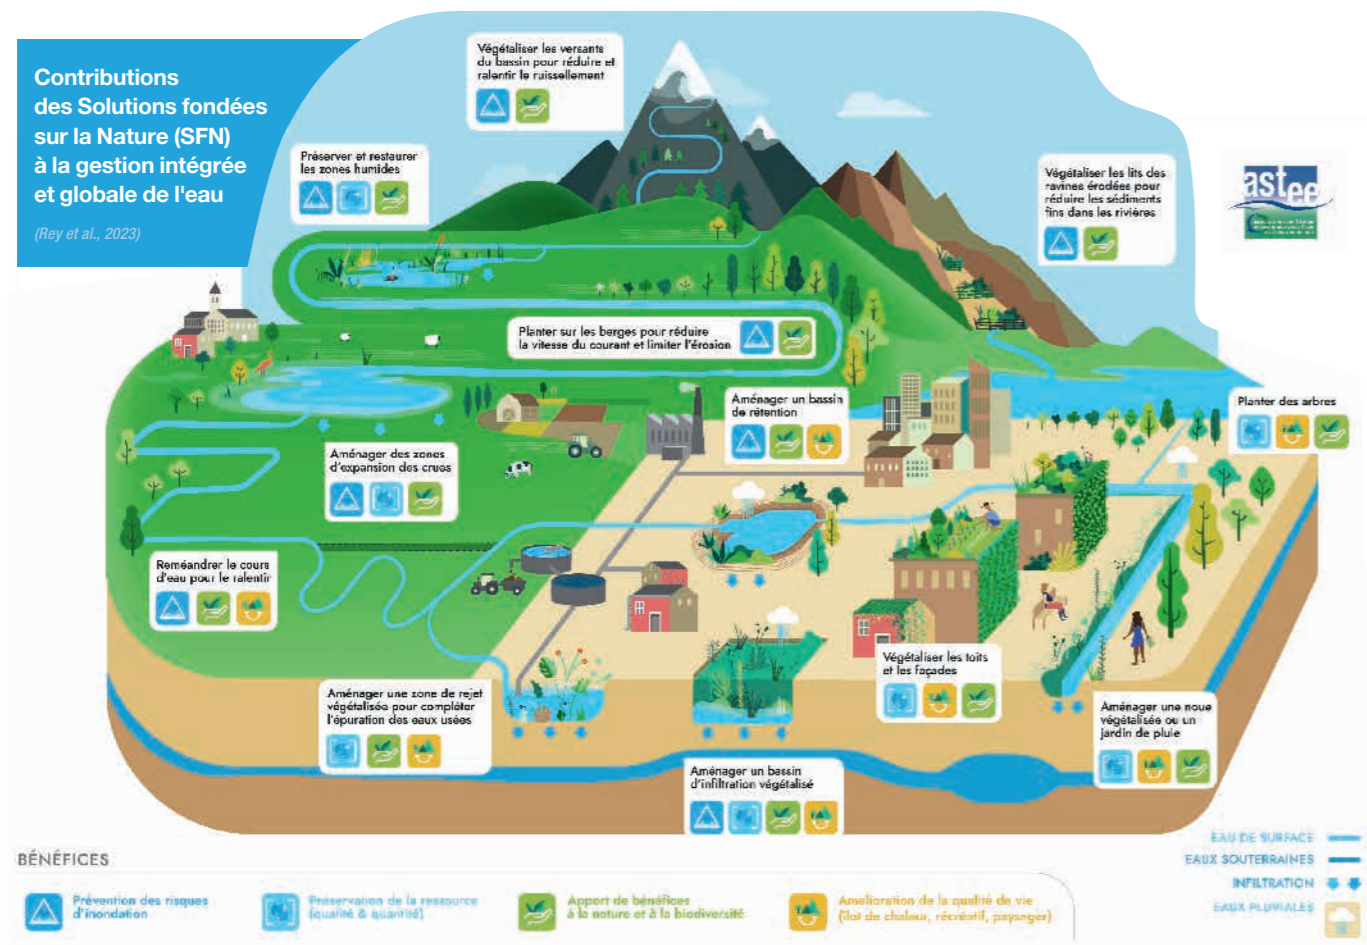 Contributions
des Solutions fondées
sur la Nature (SFN)
à la gestion intégrée
et globale de l'eau
(Rey et al., 2023)
Végétaliser les versants
du bassin pour réduire et
ralentir le ruissellement
Préserver et restaurer
les zones humides
Végétaliser les lits des
ravines érodées pour
réduire les sédiments
fins dans les rivières
astee
Planter sur les berges pour réduire
la vitesse du courant et limiter l'érosion
Aménager un bassin
de rétention
Planter des arbres
Aménager des zones
d'expansion des crues
Reméandrer le cours
d'eau pour le ralentir
Végétaliser les toits
et les façades
Aménager une zone de rejet
végétalisée pour compléter
l'épuration des eaux usées
Aménager une noue
végétalisée ou un
jardin de pluie
Aménager un bassin
d'infiltration végétalisé
BÉNÉFICES
Prévention des risques
d'inondation
Préservation de la ressource
(qualité & quantité)
Apport de bénéfices
à la nature et à la biodiversité
Amelioration de la qualité de vie
(îlot de chaleur, récréatif, paysager)
EAU DE SURFACE
EAUX SOUTERRAINES
INFILTRATION
EAUX PLUVIALES